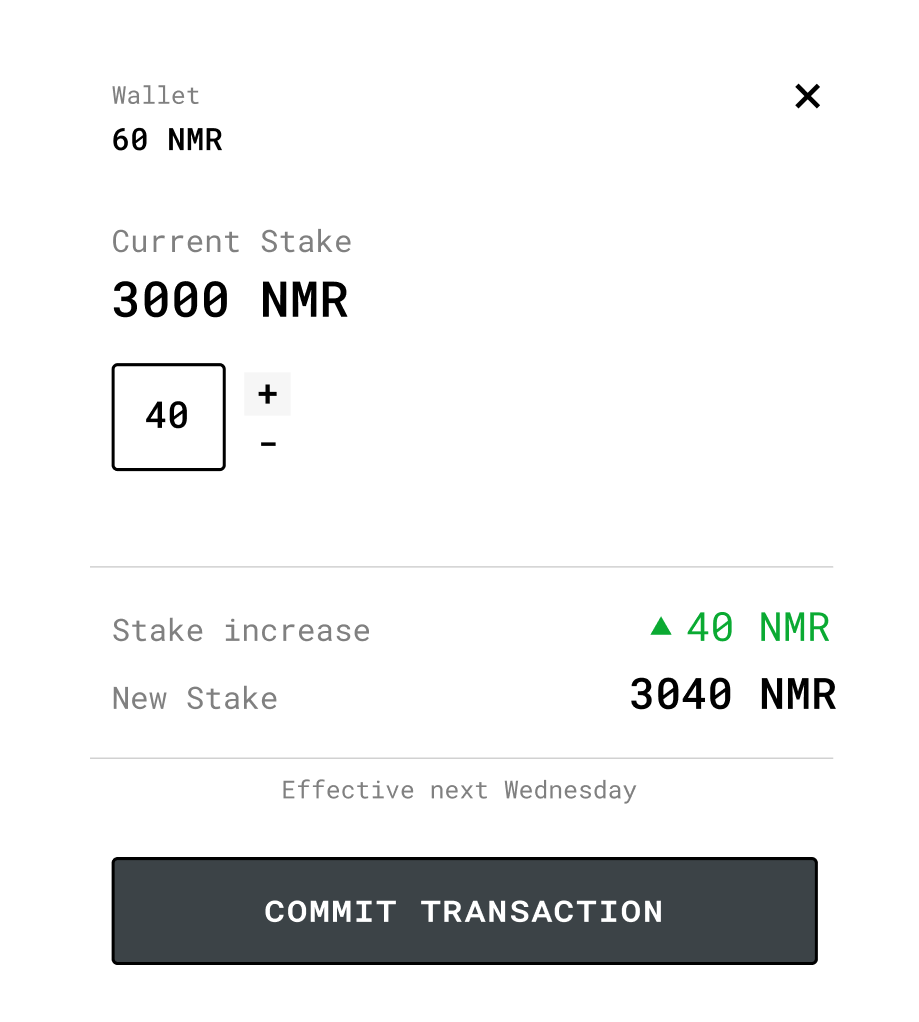 Wallet
60 NMR
Current Stake
3000 NMR
40
+
-
Stake increase ▲ 40 NMR
New Stake 3040 NMR
Effective next Wednesday
COMMIT TRANSACTION